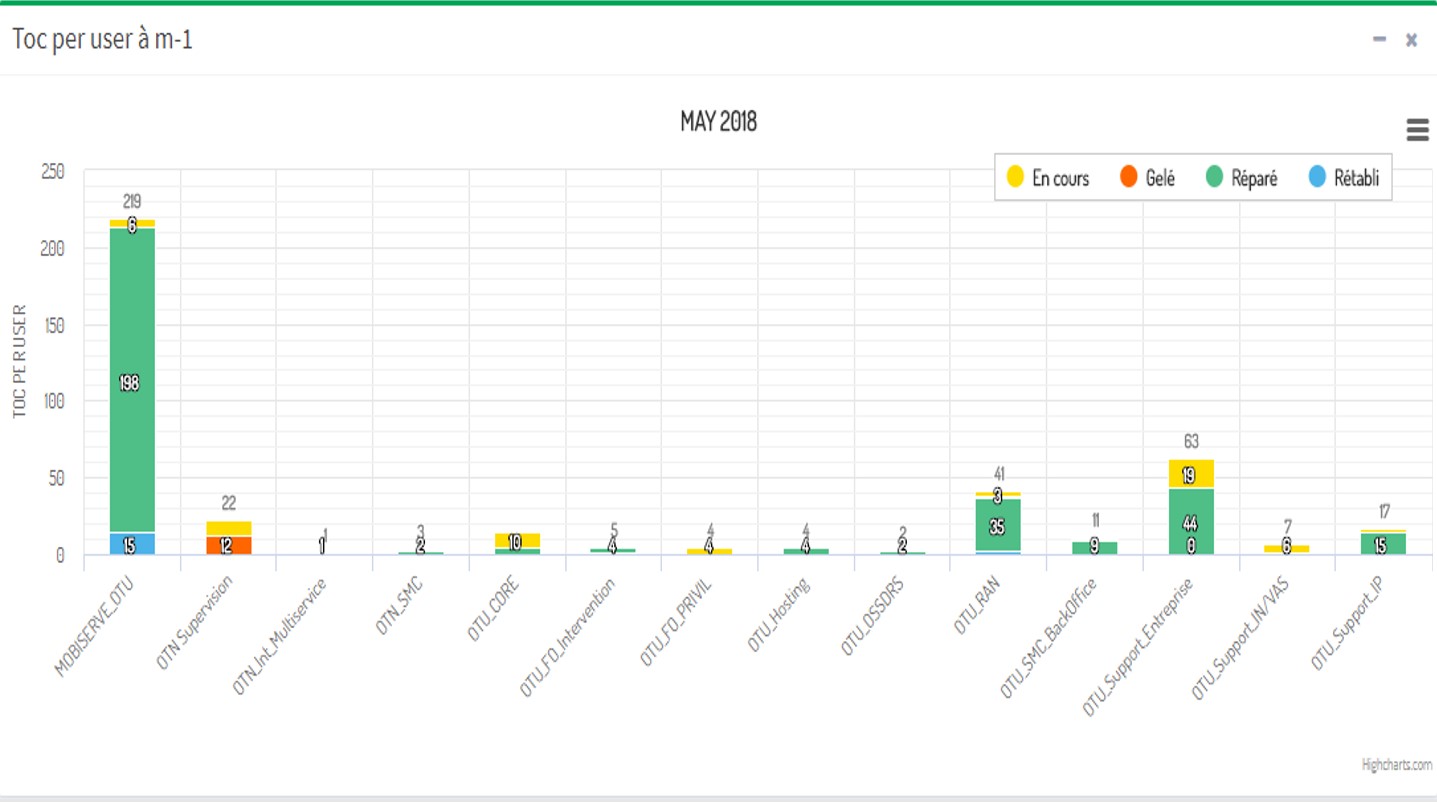 Toc per user à m-1
MAY 2018
En cours Gelé Réparé Rétabli
TOC PER USER
250
200
150
100
50
0
219
6
198
15
22
12
1
1
3
2
10
5
4
4
4
4
4
2
2
41
3
35
11
9
63
19
44
0
7
6
17
15
MOBISERVE_OTU
OTN Supervision
OTN_Int_Multiservice
OTN_SMC
OTU_CORE
OTU_FO_Intervention
OTU_FO_PRIVIL
OTU_Hosting
OTU_OSSDRS
OTU_RAN
OTU_SMC_BackOffice
OTU_Support_Entreprise
OTU_Support_IN/VAS
OTU_Support_IP
Highcharts.com